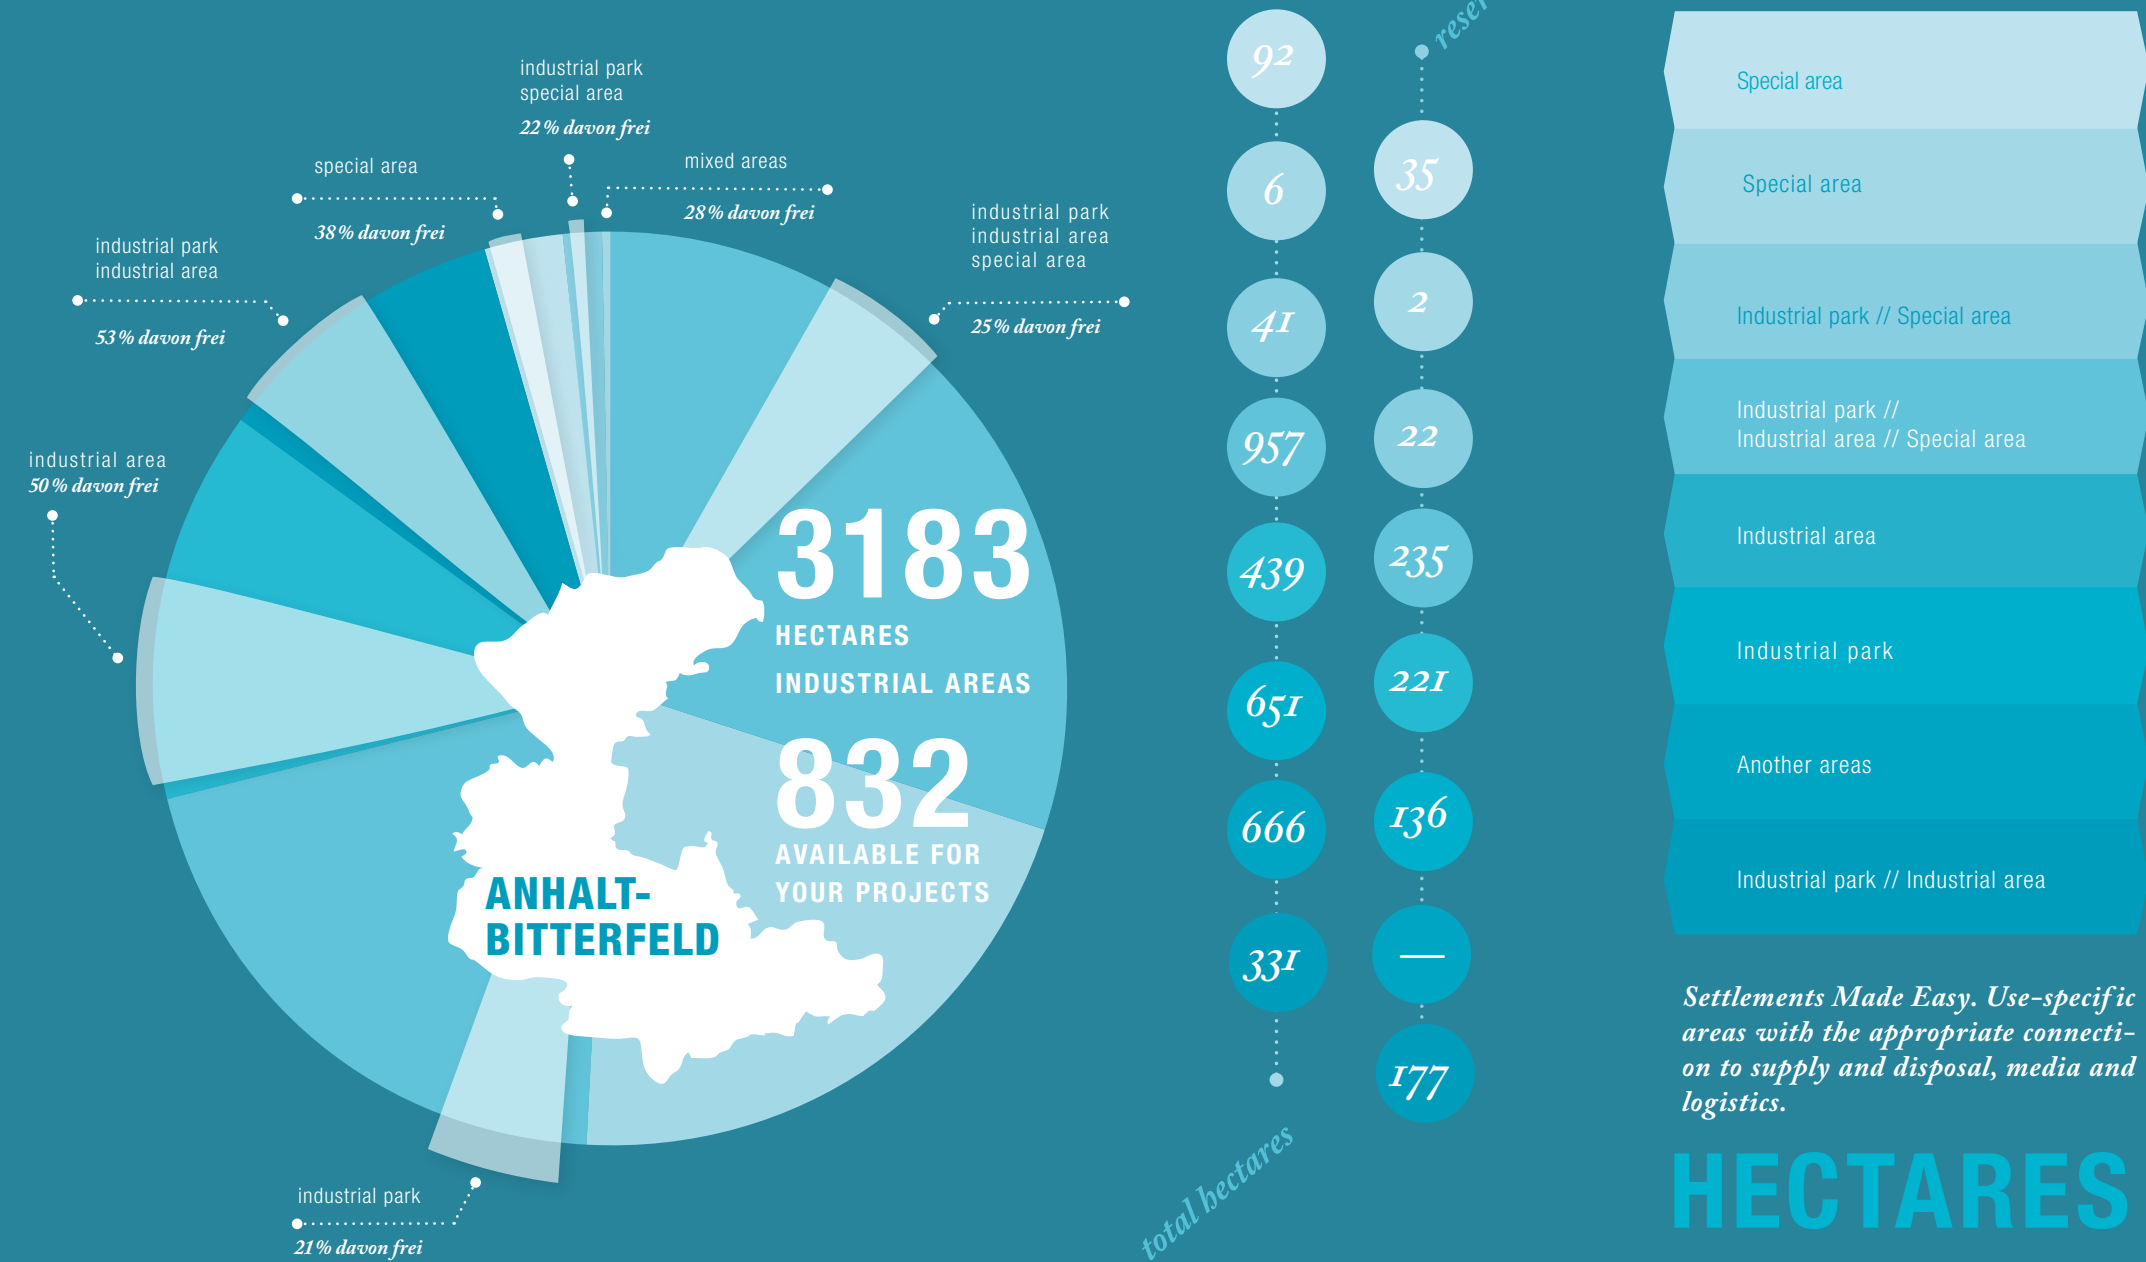 industrial park
special area
22% davon frei
special area
38% davon frei
mixed areas
28% davon frei
industrial park
industrial area
special area
25% davon frei
industrial park
industrial area
53% davon frei
industrial area
50% davon frei
3183
HECTARES
INDUSTRIAL AREAS
832
AVAILABLE FOR
YOUR PROJECTS
ANHALT-
BITTERFELD
industrial park
21% davon frei
92
6
41
957
439
651
666
331
total hectares
35
2
22
235
221
136
—
177
Special area
Special area
Industrial park // Special area
Industrial park //
Industrial area // Special area
Industrial area
Industrial park
Another areas
Industrial park // Industrial area
Settlements Made Easy. Use-specific
areas with the appropriate connecti-
on to supply and disposal, media and
logistics.
HECTARES